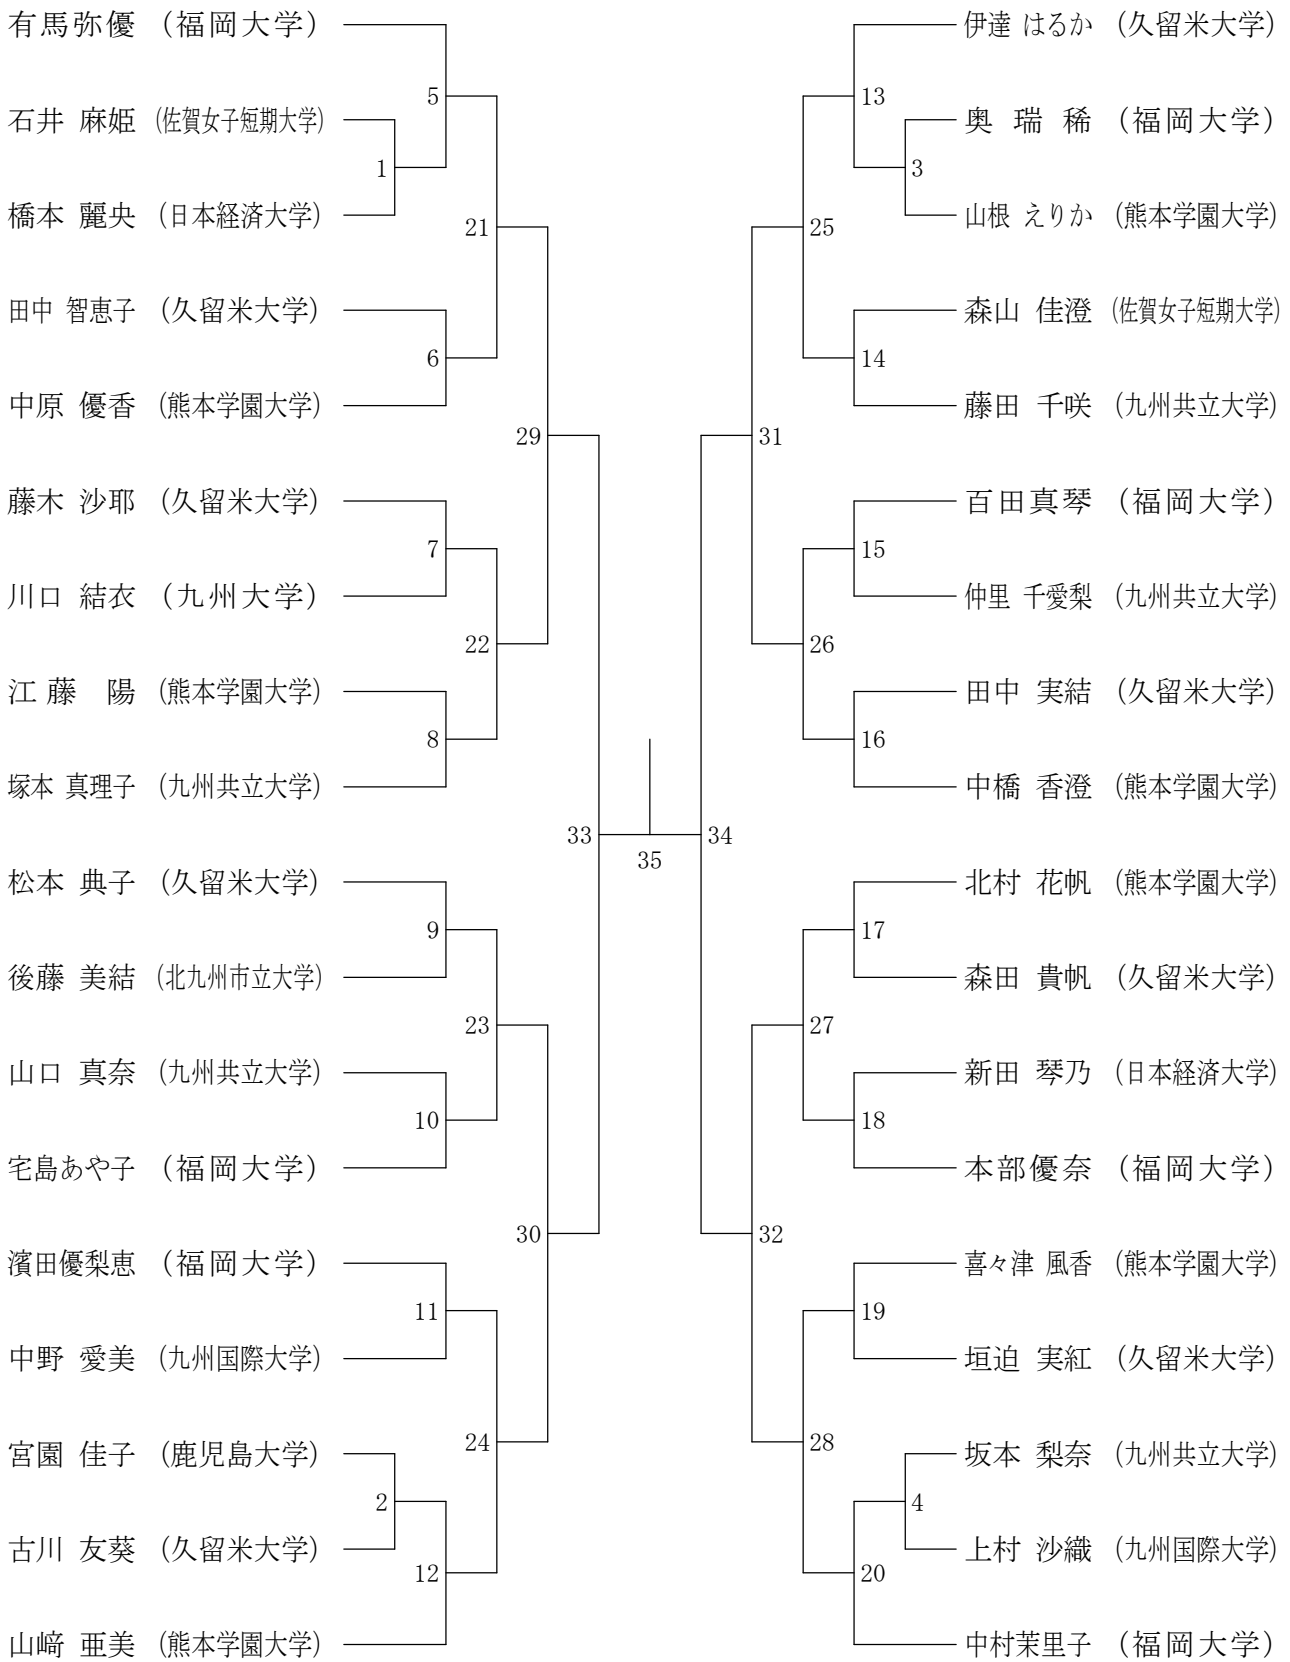 有馬弥優 (福岡大学)
5
石井 麻姫 (佐賀女子短期大学)
1
橋本 麗央 (日本経済大学)
21
田中 智恵子 (久留米大学)
6
中原 優香 (熊本学園大学)
29
藤木 沙耶 (久留米大学)
7
川口 結衣 (九州大学)
22
江藤 陽 (熊本学園大学)
8
塚本 真理子 (九州共立大学)
33
松本 典子 (久留米大学)
9
後藤 美結 (北九州市立大学)
23
山口 真奈 (九州共立大学)
10
宅島あや子 (福岡大学)
30
濱田優梨恵 (福岡大学)
11
中野 愛美 (九州国際大学)
24
宮園 佳子 (鹿児島大学)
2
古川 友葵 (久留米大学)
12
山﨑 亜美 (熊本学園大学)
35
伊達 はるか (久留米大学)
13
奥 瑞稀 (福岡大学)
3
山根 えりか (熊本学園大学)
25
森山 佳澄 (佐賀女子短期大学)
14
藤田 千咲 (九州共立大学)
31
百田真琴 (福岡大学)
15
仲里 千愛梨 (九州共立大学)
26
田中 実結 (久留米大学)
16
中橋 香澄 (熊本学園大学)
34
北村 花帆 (熊本学園大学)
17
森田 貴帆 (久留米大学)
27
新田 琴乃 (日本経済大学)
18
本部優奈 (福岡大学)
32
喜々津 風香 (熊本学園大学)
19
垣迫 実紅 (久留米大学)
28
坂本 梨奈 (九州共立大学)
4
上村 沙織 (九州国際大学)
20
中村茉里子 (福岡大学)